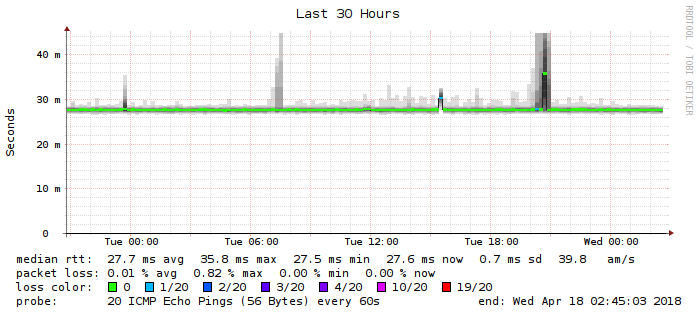 Last 30 Hours
RRDTOOL / TOBI OETIKER
Seconds
40 m
30 m
20 m
10 m
0
Tue 00:00 Tue 06:00 Tue 12:00 Tue 18:00 Wed 00:00
median rtt: 27.7 ms avg 35.8 ms max 27.5 ms min 27.6 ms now 0.7 ms sd 39.8 am/s
packet loss: 0.01 % avg 0.82 % max 0.00 % min 0.00 % now
loss color: 0 1/20 2/20 3/20 4/20 10/20 19/20
probe: 20 ICMP Echo Pings (56 Bytes) every 60s end: Wed Apr 18 02:45:03 2018